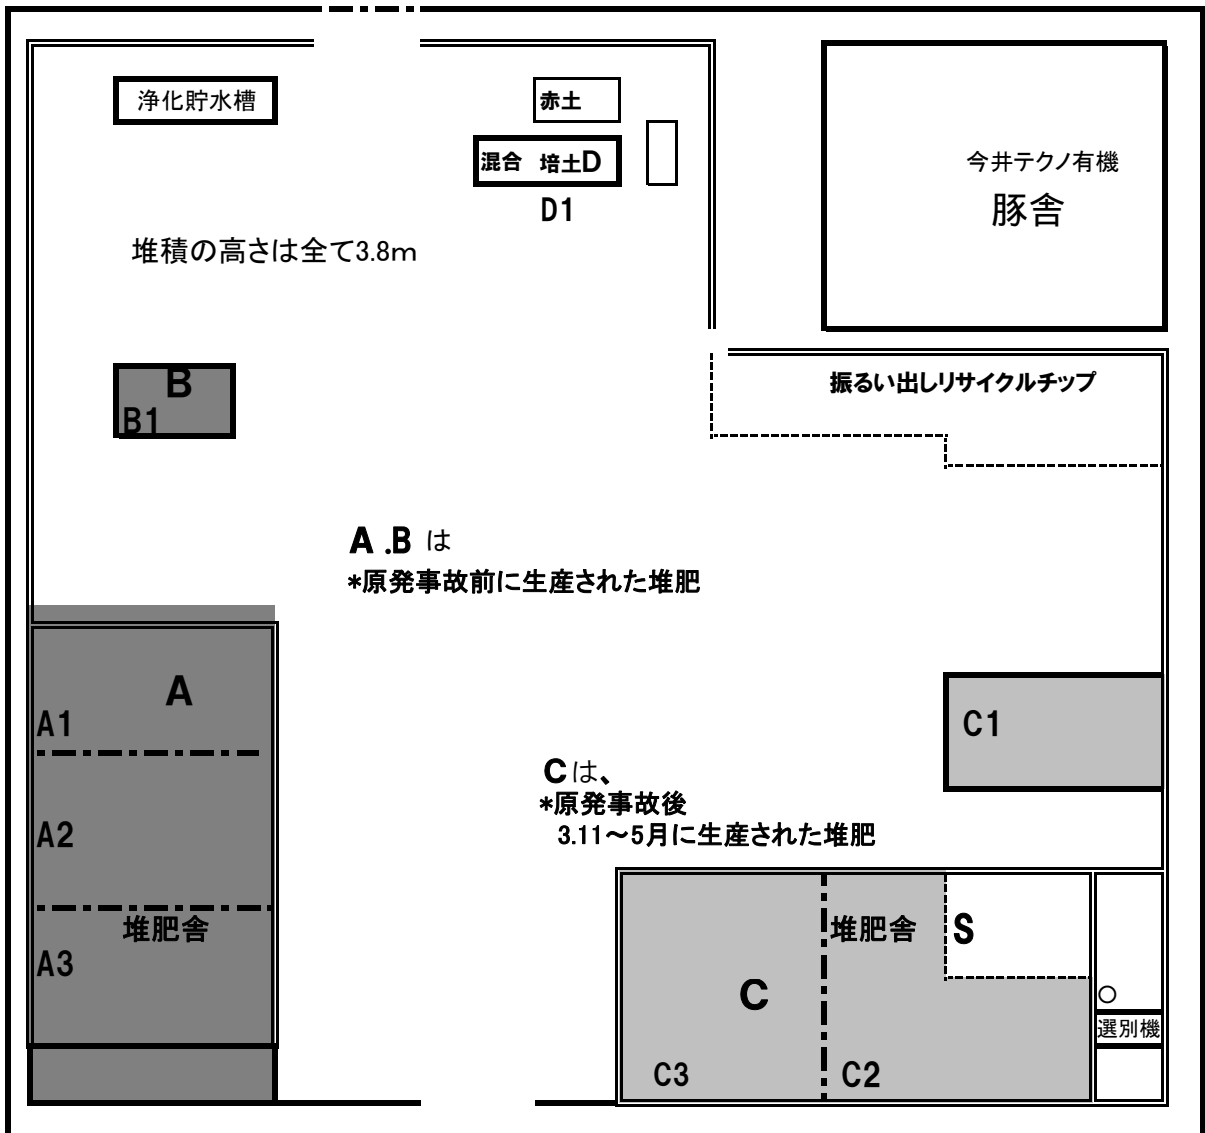 浄化貯水槽
赤土
混合 培土D
D1
今井テクノ有機
豚舎
堆積の高さは全て3.8m
B
B1
振るい出しリサイクルチップ
A .B は
*原発事故前に生産された堆肥
A
A1
A2
堆肥舎
A3
C1
Cは、
*原発事故後
3.11～5月に生産された堆肥
堆肥舎
S
C
○
選別機
C3
C2